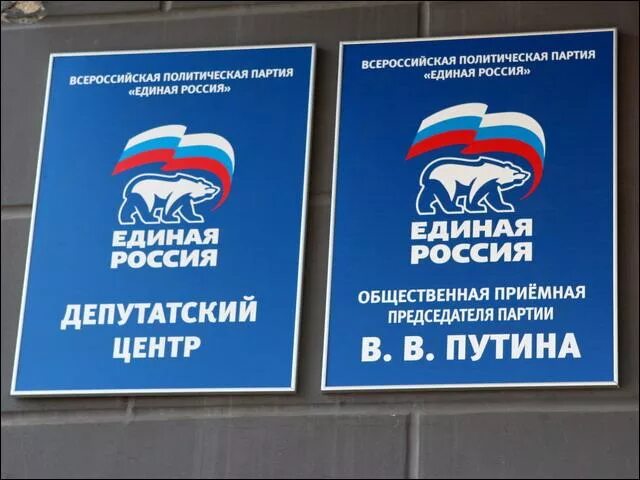 ВСЕРОССИЙСКАЯ ПОЛИТИЧЕСКАЯ ПАРТИЯ
«ЕДИНАЯ РОССИЯ»
ЕДИНАЯ
РОССИЯ
ДЕПУТАТСКИЙ
ЦЕНТР
ВСЕРОССИЙСКАЯ ПОЛИТИЧЕСКАЯ ПАРТИЯ
«ЕДИНАЯ РОССИЯ»
ЕДИНАЯ
РОССИЯ
ОБЩЕСТВЕННАЯ ПРИЁМНАЯ
ПРЕДСЕДАТЕЛЯ ПАРТИИ
В. В. ПУТИНА